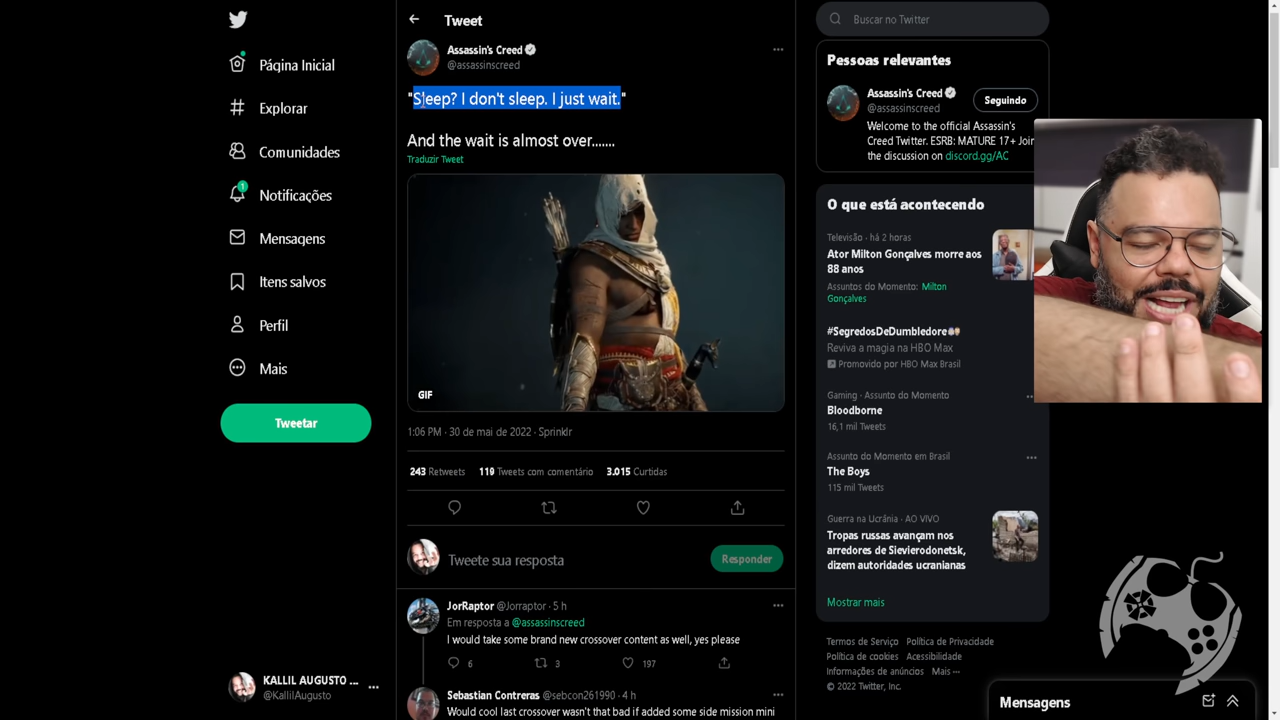 Página Inicial
Explorar
Comunidades
1
Notificações
Mensagens
Itens salvos
Perfil
Mais
Tweetar
KALLIL AUGUSTO ...
@KallilAugusto
Tweet
Assassin's Creed
@assassinscreed
"Sleep? I don't sleep. I just wait."
And the wait is almost over.......
Traduzir Tweet
GIF
1:06 PM · 30 de mai de 2022 · Sprinklr
243 Retweets 119 Tweets com comentário 3.015 Curtidas
Tweete sua resposta
Responder
JorRaptor @Jorraptor · 5 h
Em resposta a @assassinscreed
I would take some brand new crossover content as well, yes please
6 3 197
Sebastian Contreras @sebcon261990 · 4 h
Would cool last crossover wasn't that bad if added some side mission mini
Buscar no Twitter
Pessoas relevantes
Assassin's Creed
@assassinscreed
Seguindo
Welcome to the official Assassin's
Creed Twitter. ESRB: MATURE 17+ Join
the discussion on discord.gg/AC
O que está acontecendo
Televisão · há 2 horas
Ator Milton Gonçalves morre aos
88 anos
Assuntos do Momento: Milton
Gonçalves
#SegredosDeDumbledore
Reviva a magia na HBO Max
Promovido por HBO Max Brasil
Gaming · Assunto do Momento
Bloodborne
16,1 mil Tweets
Assunto do Momento em Brasil
The Boys
115 mil Tweets
Guerra na Ucrânia · AO VIVO
Tropas russas avançam nos
arredores de Sievierodonetsk,
dizem autoridades ucranianas
Mostrar mais
Termos de Serviço Política de Privacidade
Política de cookies Acessibilidade
Informações de anúncios Mais ···
© 2022 Twitter, Inc.
Mensagens